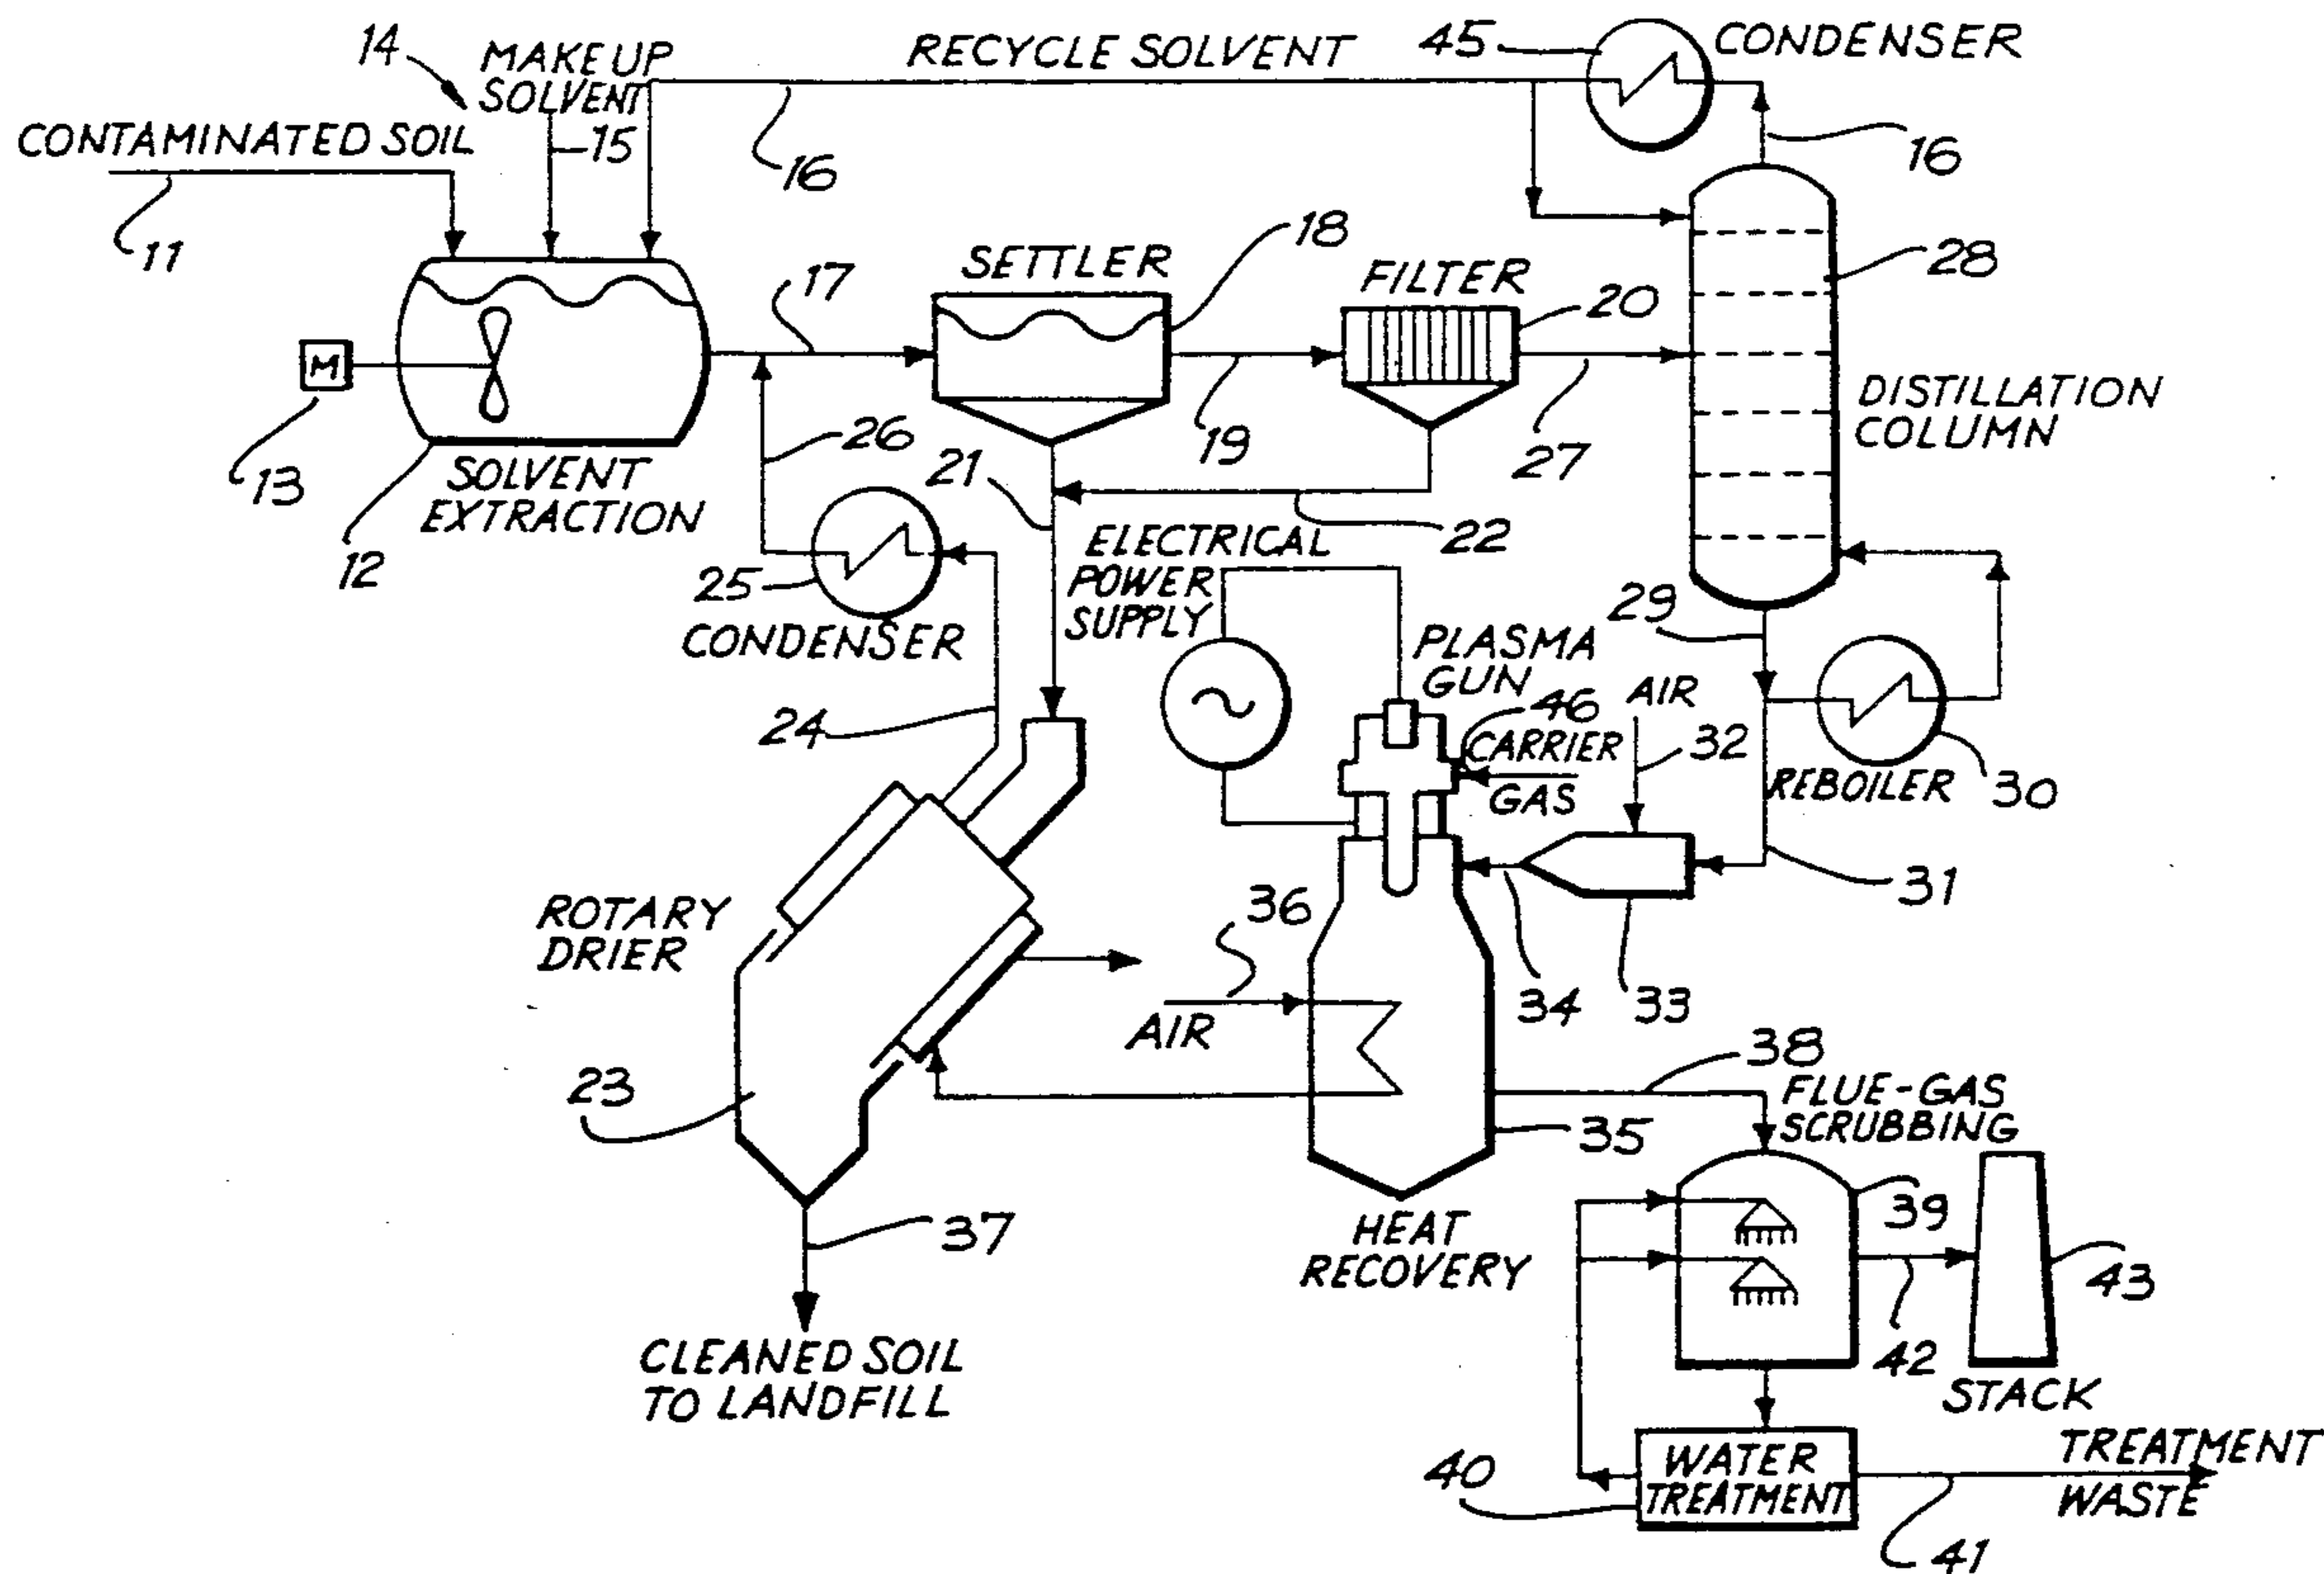 14
MAKE UP
SOLVENT
RECYCLE SOLVENT
45
CONDENSER
CONTAMINATED SOIL
15
16
16
11
17
SETTLER
18
FILTER
20
28
M
13
SOLVENT
EXTRACTION
12
26
21
19
27
DISTILLATION
COLUMN
22
25
CONDENSER
ELECTRICAL
POWER
SUPPLY
29
PLASMA
GUN
46
CARRIER
GAS
AIR
32
REBOILER
30
24
31
ROTARY
DRIER
36
AIR
34
33
23
38
FLUE-GAS
SCRUBBING
35
37
HEAT
RECOVERY
39
43
42
STACK
CLEANED SOIL
TO LANDFILL
40
WATER
TREATMENT
TREATMENT
WASTE
41